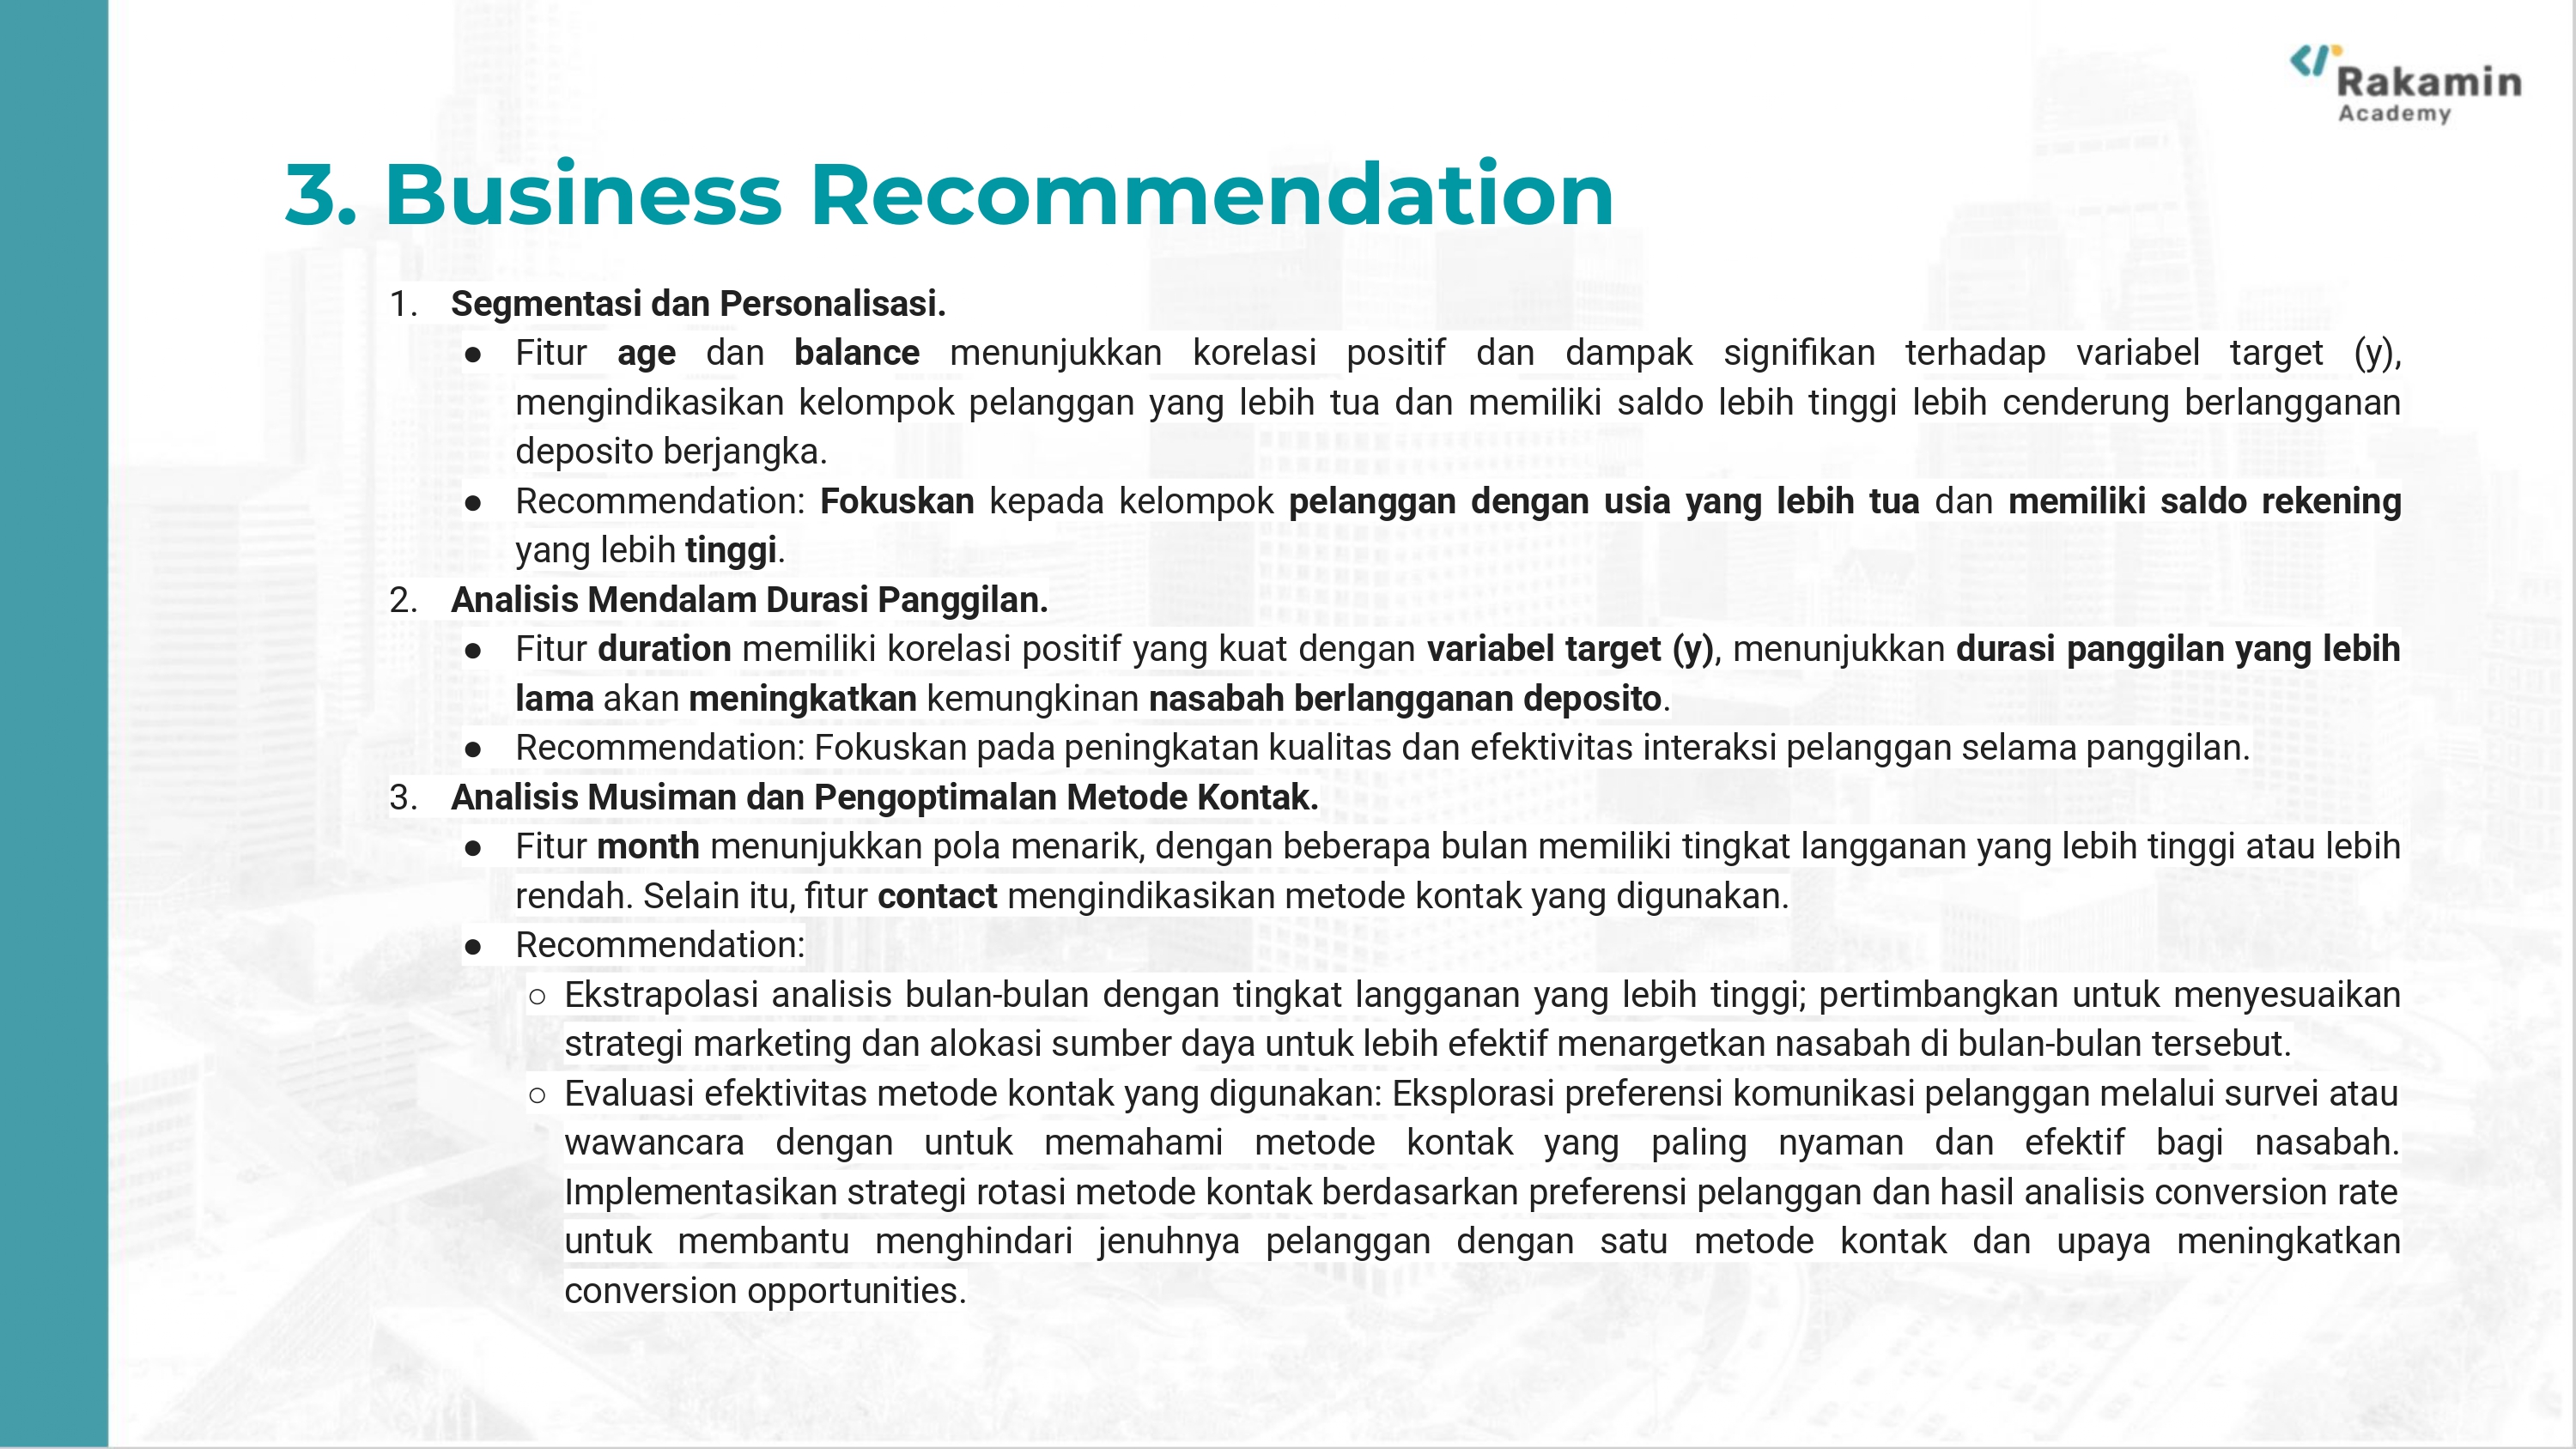 Rakamin
Academy
3. Business Recommendation
1. Segmentasi dan Personalisasi.
● Fitur age dan balance menunjukkan korelasi positif dan dampak signifikan terhadap variabel target (y),
mengindikasikan kelompok pelanggan yang lebih tua dan memiliki saldo lebih tinggi lebih cenderung berlangganan
deposito berjangka.
● Recommendation: Fokuskan kepada kelompok pelanggan dengan usia yang lebih tua dan memiliki saldo rekening
yang lebih tinggi.
2. Analisis Mendalam Durasi Panggilan.
● Fitur duration memiliki korelasi positif yang kuat dengan variabel target (y), menunjukkan durasi panggilan yang lebih
lama akan meningkatkan kemungkinan nasabah berlangganan deposito.
● Recommendation: Fokuskan pada peningkatan kualitas dan efektivitas interaksi pelanggan selama panggilan.
3. Analisis Musiman dan Pengoptimalan Metode Kontak.
● Fitur month menunjukkan pola menarik, dengan beberapa bulan memiliki tingkat langganan yang lebih tinggi atau lebih
rendah. Selain itu, fitur contact mengindikasikan metode kontak yang digunakan.
● Recommendation:
○ Ekstrapolasi analisis bulan-bulan dengan tingkat langganan yang lebih tinggi; pertimbangkan untuk menyesuaikan
strategi marketing dan alokasi sumber daya untuk lebih efektif menargetkan nasabah di bulan-bulan tersebut.
○ Evaluasi efektivitas metode kontak yang digunakan: Eksplorasi preferensi komunikasi pelanggan melalui survei atau
wawancara dengan untuk memahami metode kontak yang paling nyaman dan efektif bagi nasabah.
Implementasikan strategi rotasi metode kontak berdasarkan preferensi pelanggan dan hasil analisis conversion rate
untuk membantu menghindari jenuhnya pelanggan dengan satu metode kontak dan upaya meningkatkan
conversion opportunities.